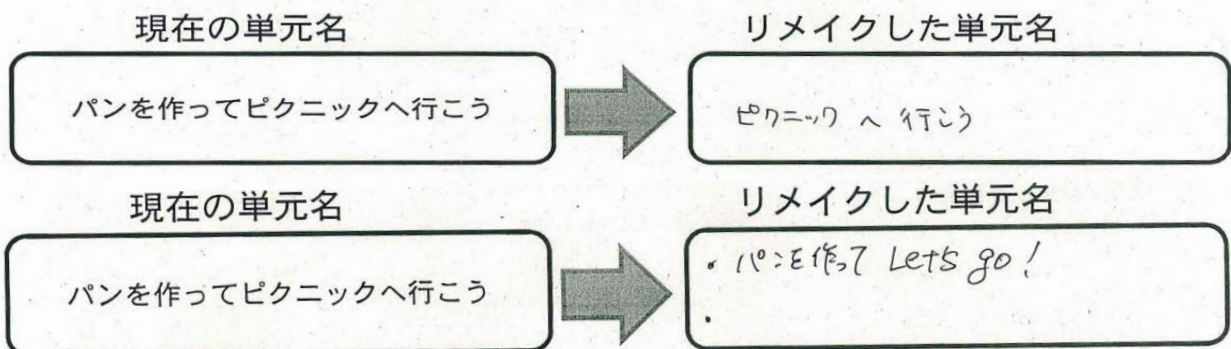 現在の単元名
リメイクした単元名
パンを作ってピクニックへ行こう
ピクニックへ行こう
現在の単元名
リメイクした単元名
パンを作ってピクニックへ行こう
・パンを作って Let's go!
・